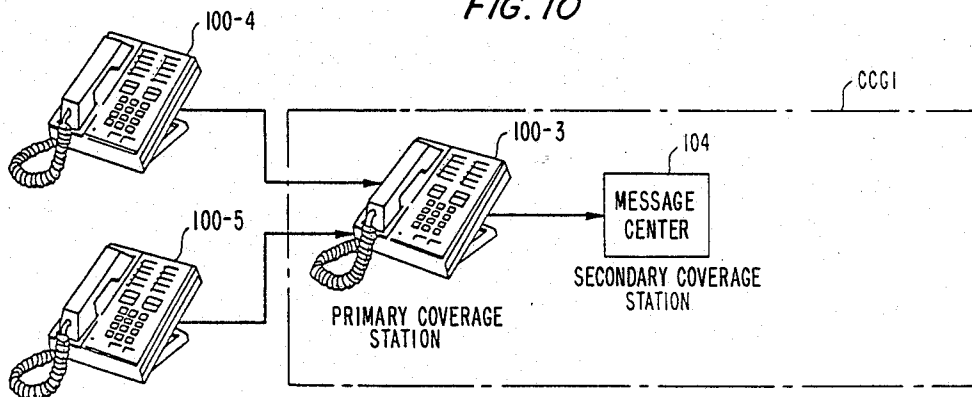 FIG. 10
100-4
CCG1
100-3
104
MESSAGE
CENTER
100-5
SECONDARY COVERAGE
STATION
PRIMARY COVERAGE
STATION